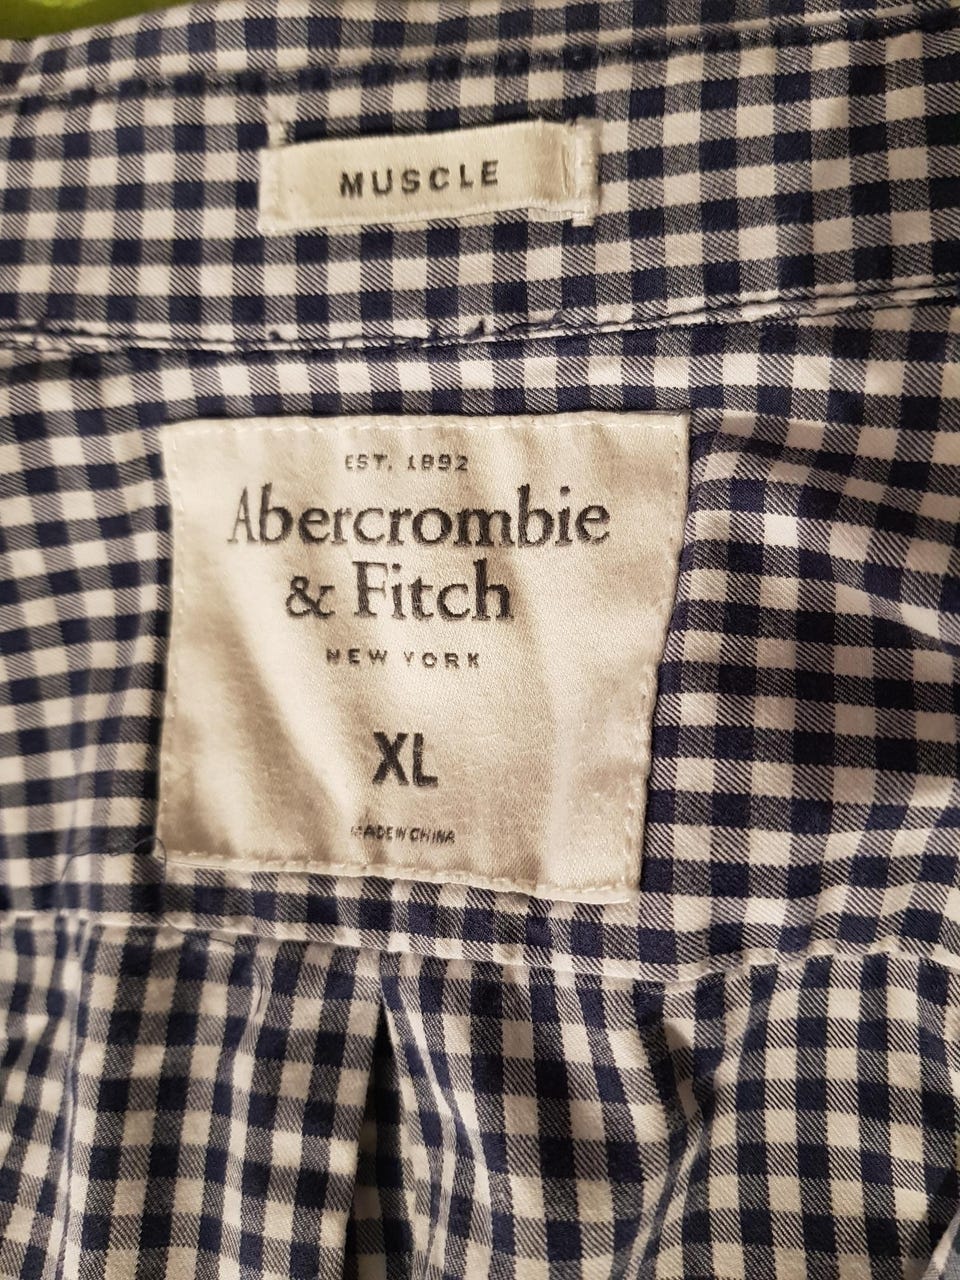 MUSCLE
EST. 1892
Abercrombie
& Fitch
NEW YORK
XL
MADE IN CHINA